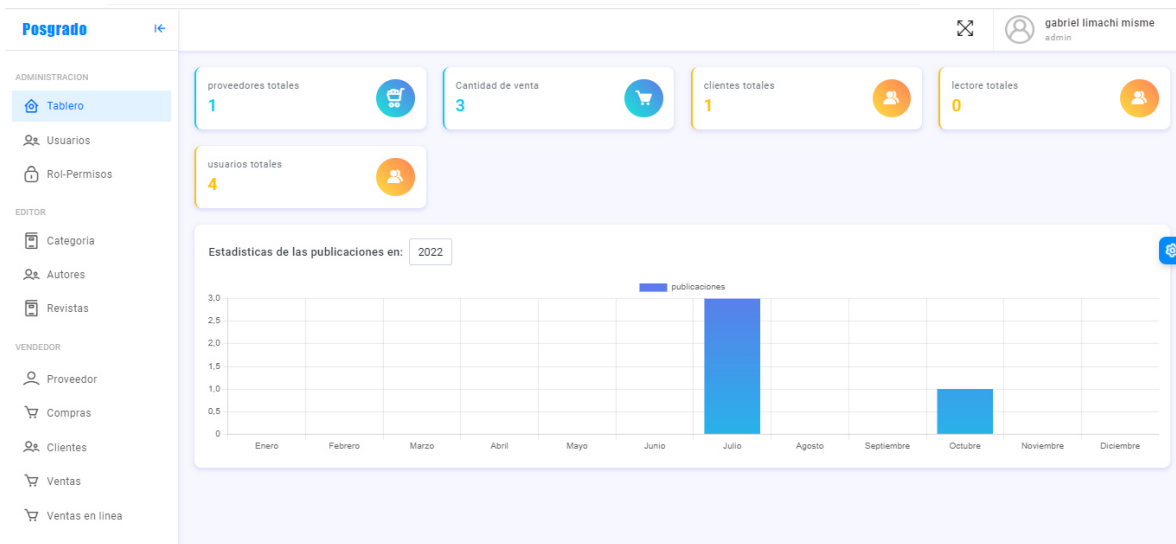 Posgrado
gabriel limachi misme
admin
ADMINISTRACION
Tablero
Usuarios
Rol-Permisos
EDITOR
Categoria
Autores
Revistas
VENDEDOR
Proveedor
Compras
Clientes
Ventas
Ventas en linea
proveedores totales
1
Cantidad de venta
3
clientes totales
1
lectore totales
0
usuarios totales
4
Estadisticas de las publicaciones en: 2022
publicaciones
3,0
2,5
2,0
1,5
1,0
0,5
0
Enero Febrero Marzo Abril Mayo Junio Julio Agosto Septiembre Octubre Noviembre Diciembre